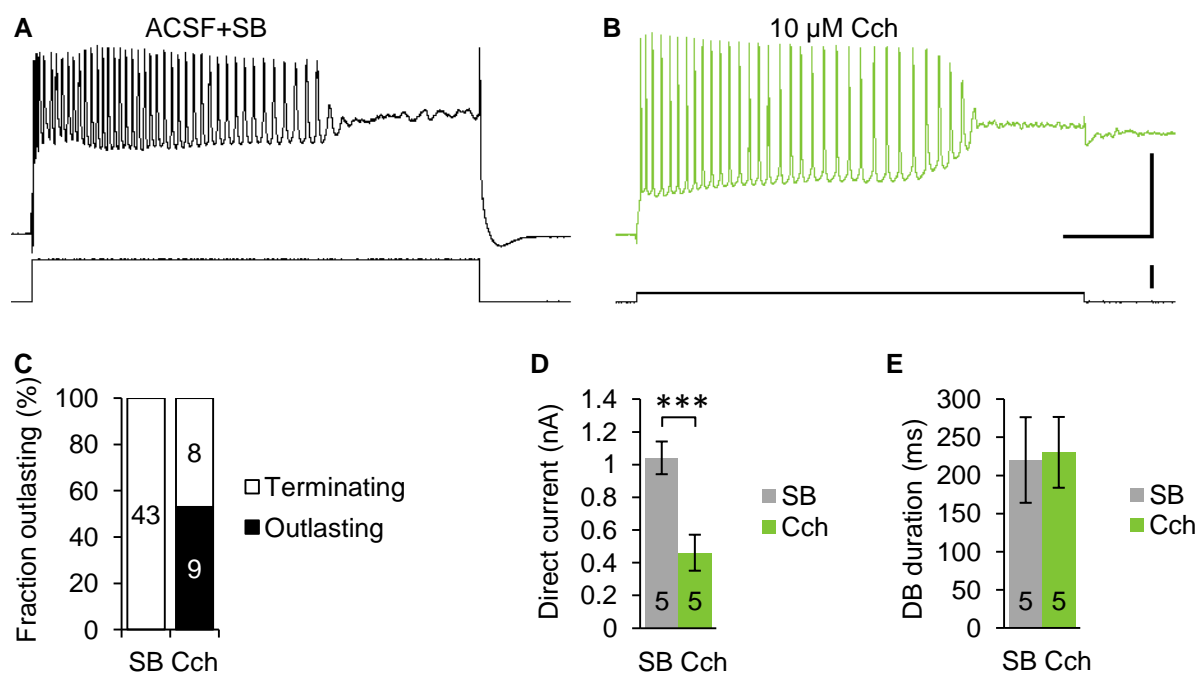 A ACSF+SB
B 10 µM Cch
C
Fraction outlasting (%)
100
80
60
40
20
0
43
8
9
SB Cch
Terminating
Outlasting
D
Direct current (nA)
1.4
1.2
1
0.8
0.6
0.4
0.2
0
***
5 5
SB Cch
SB
Cch
E
DB duration (ms)
300
250
200
150
100
50
0
5 5
SB Cch
SB
Cch